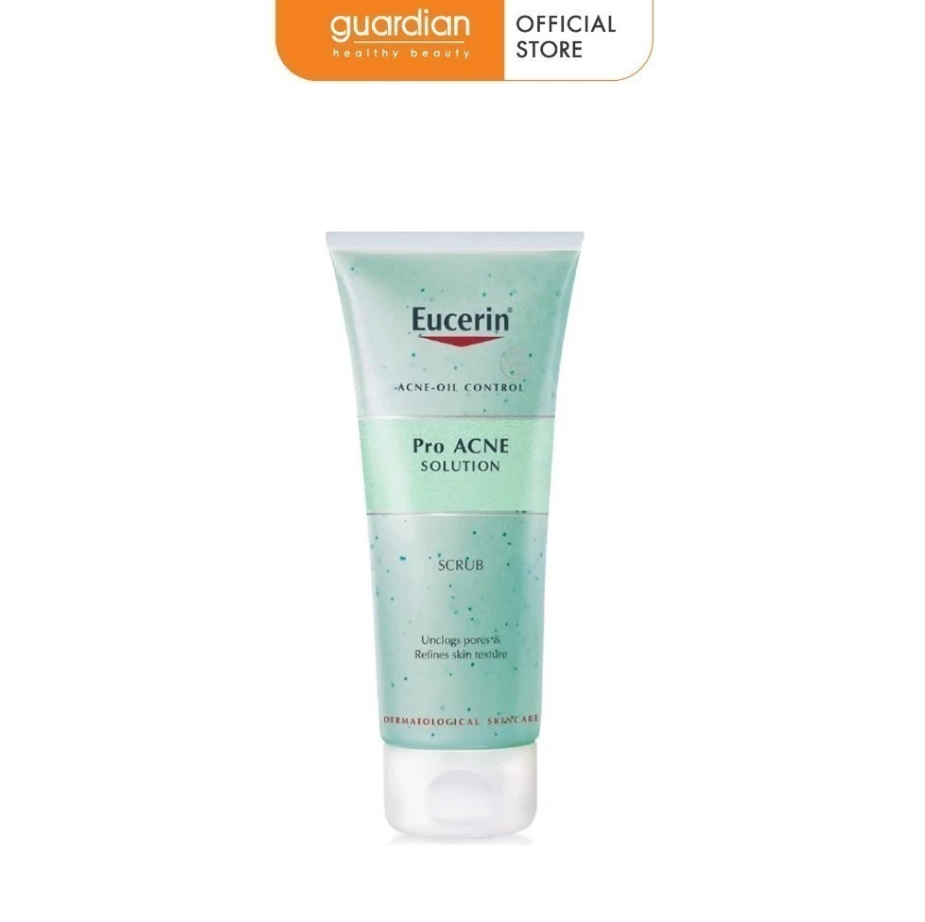 guardian
healthy beauty
OFFICIAL
STORE
Eucerin®
ACNE-OIL CONTROL
Pro ACNE
SOLUTION
SCRUB
Unclogs pores &
Refines skin texture
DERMATOLOGICAL SKINCARE